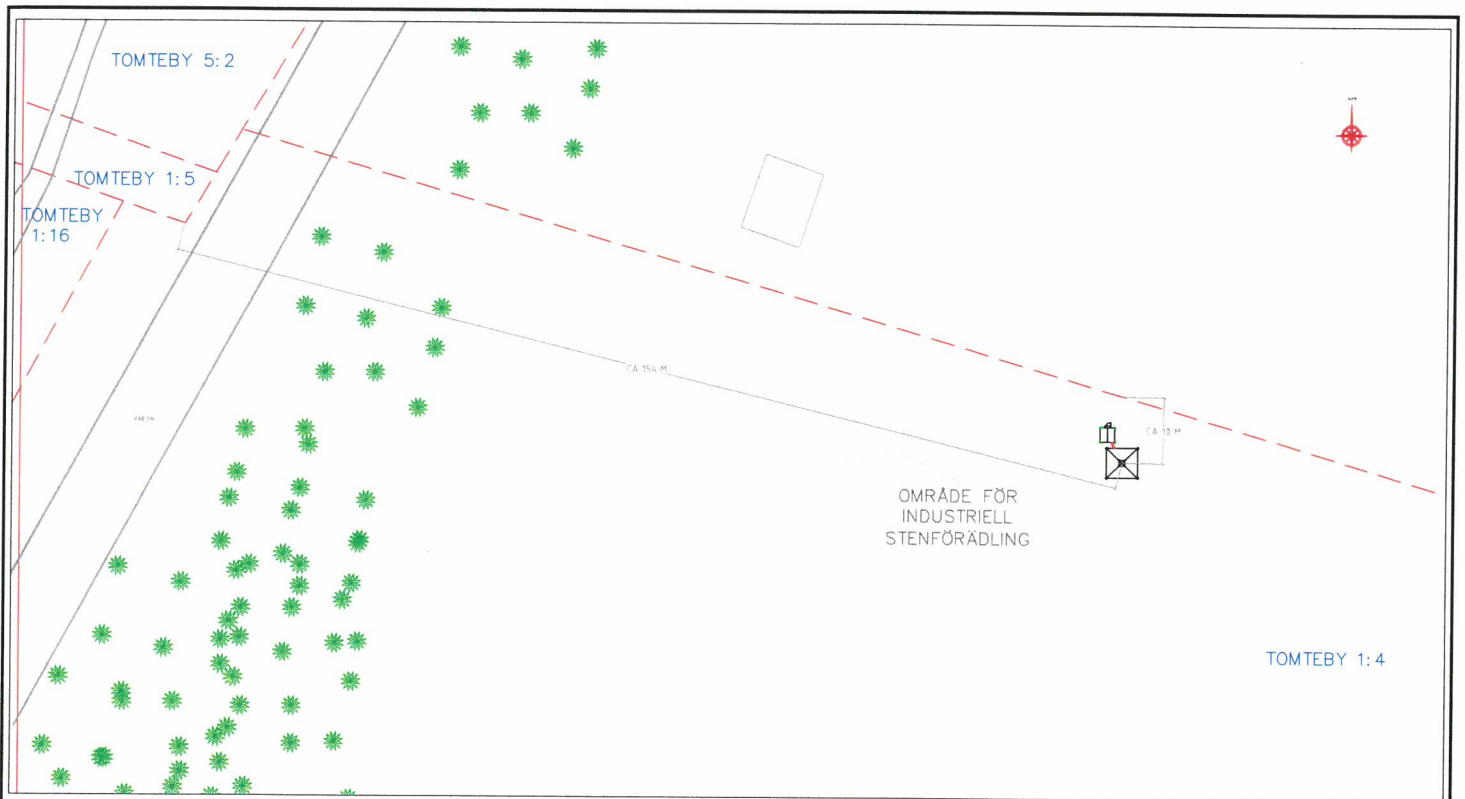 TOMTEBY 5:2
TOMTEBY 1:5
TOMTEBY
1:16
CA 154 M
CA 13 M
OMRÅDE FÖR
INDUSTRIELL
STENFÖRÄDLING
TOMTEBY 1:4